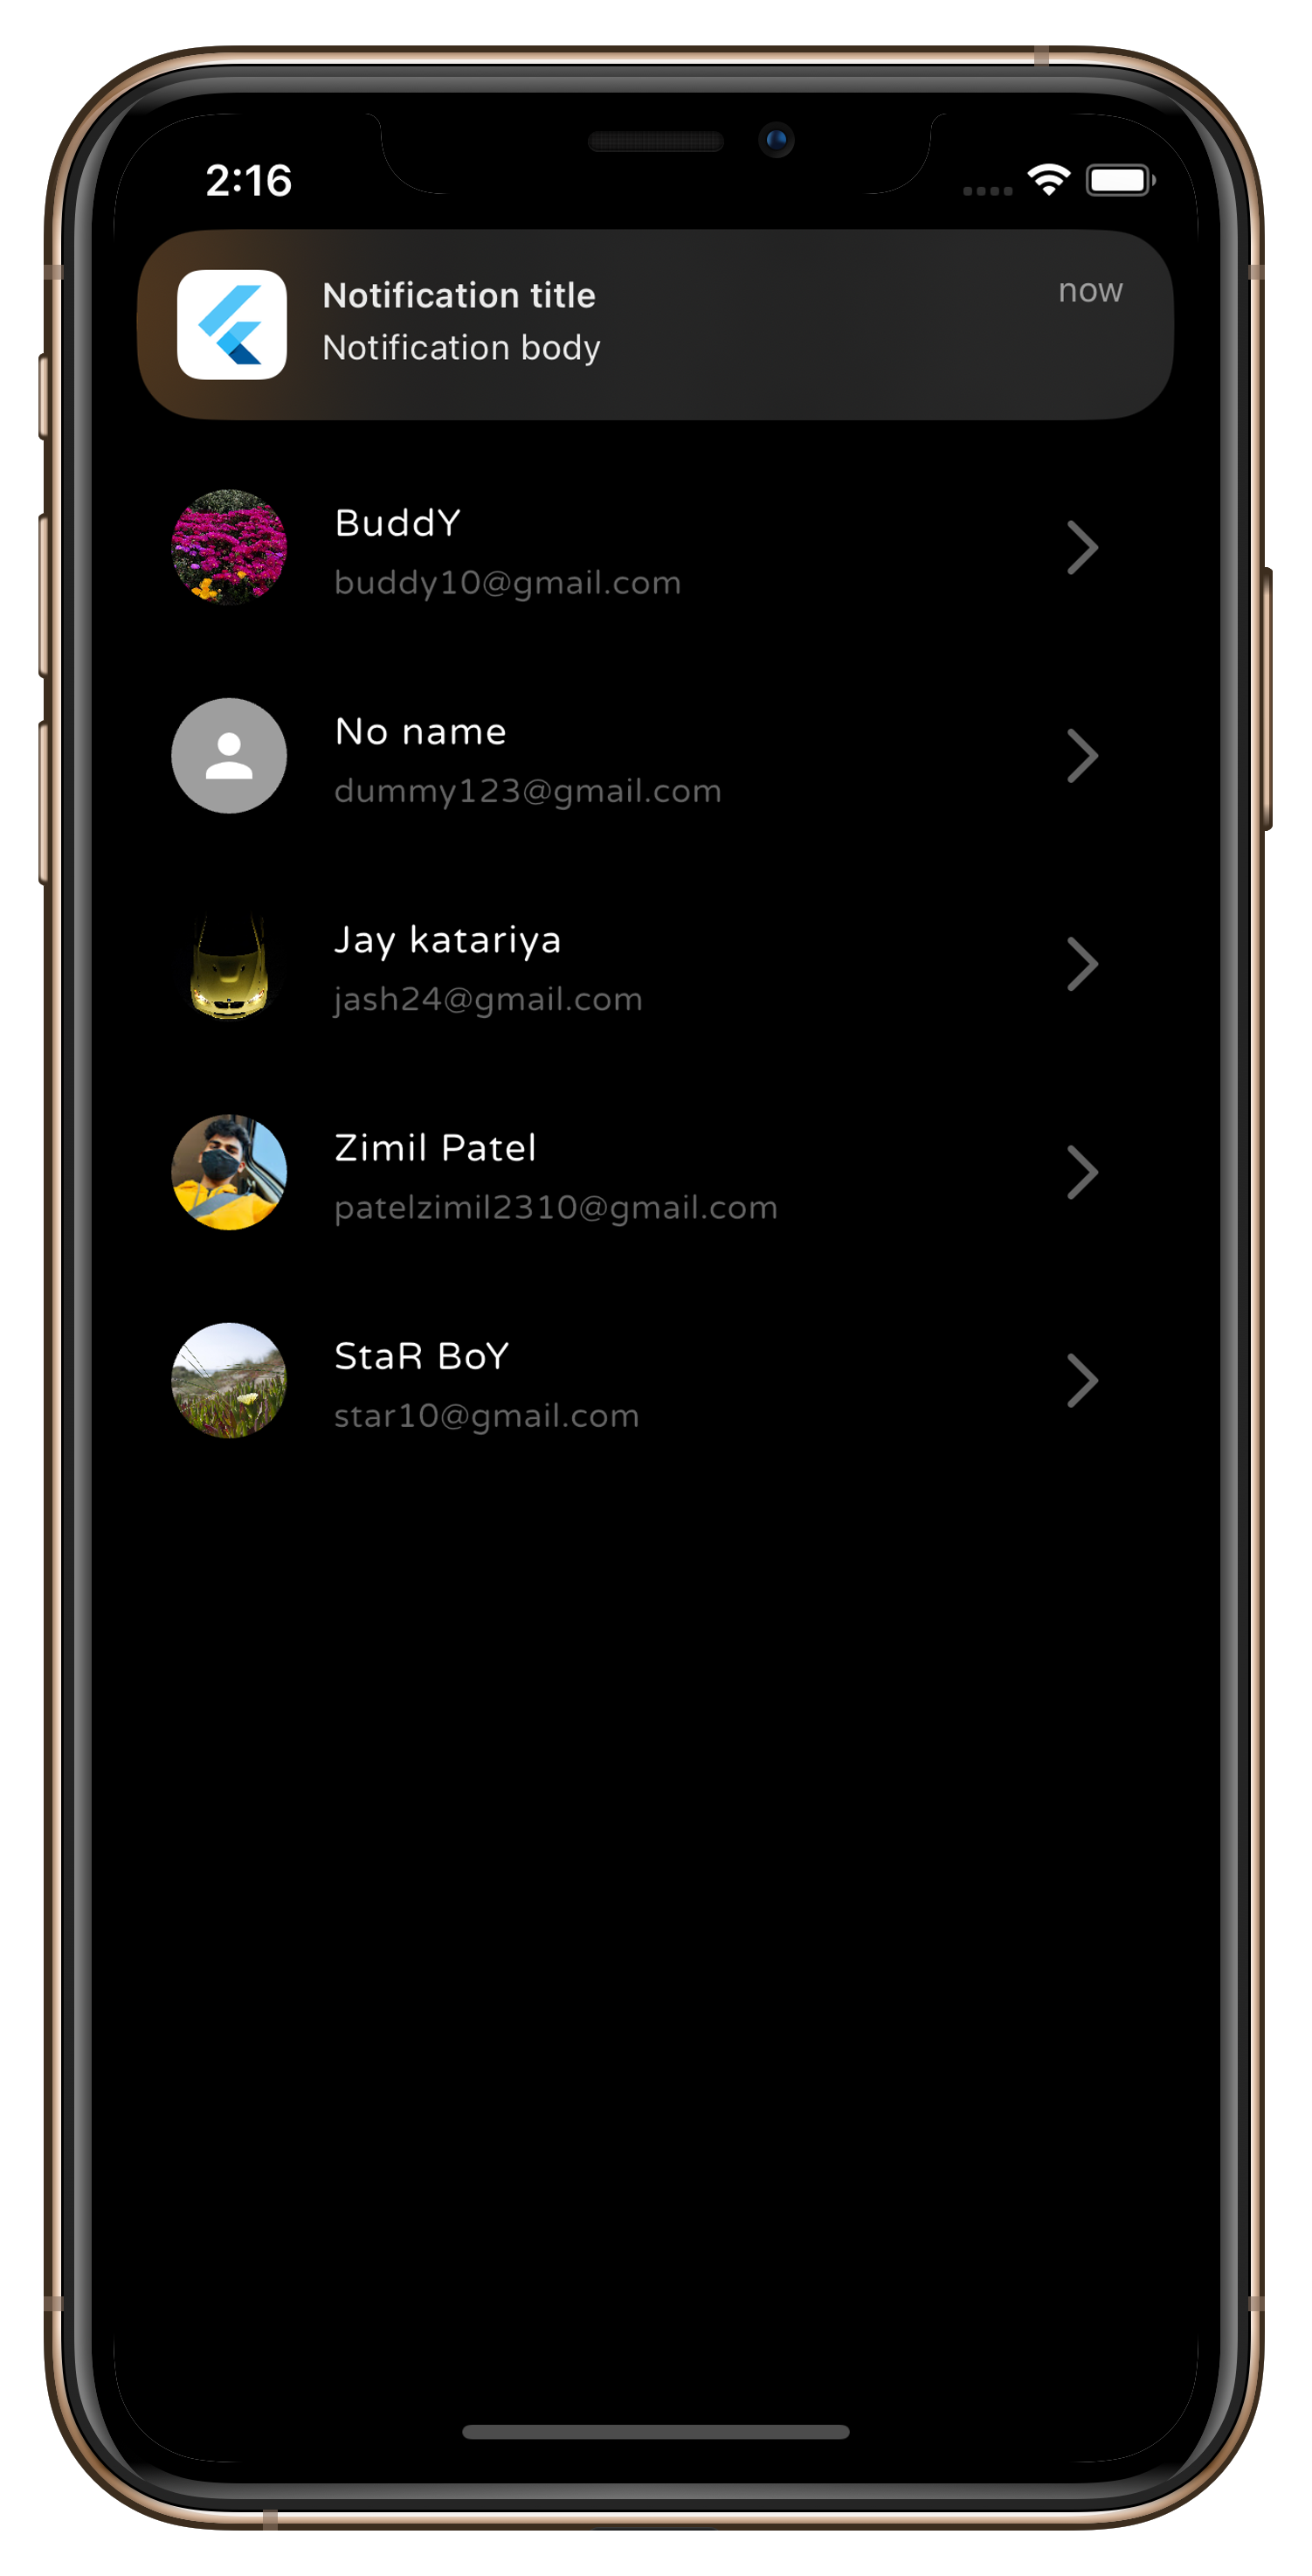 2:16
Notification title
now
Notification body
BuddY
buddy10@gmail.com
No name
dummy123@gmail.com
Jay katariya
jash24@gmail.com
Zimil Patel
patelzimil2310@gmail.com
StaR BoY
star10@gmail.com